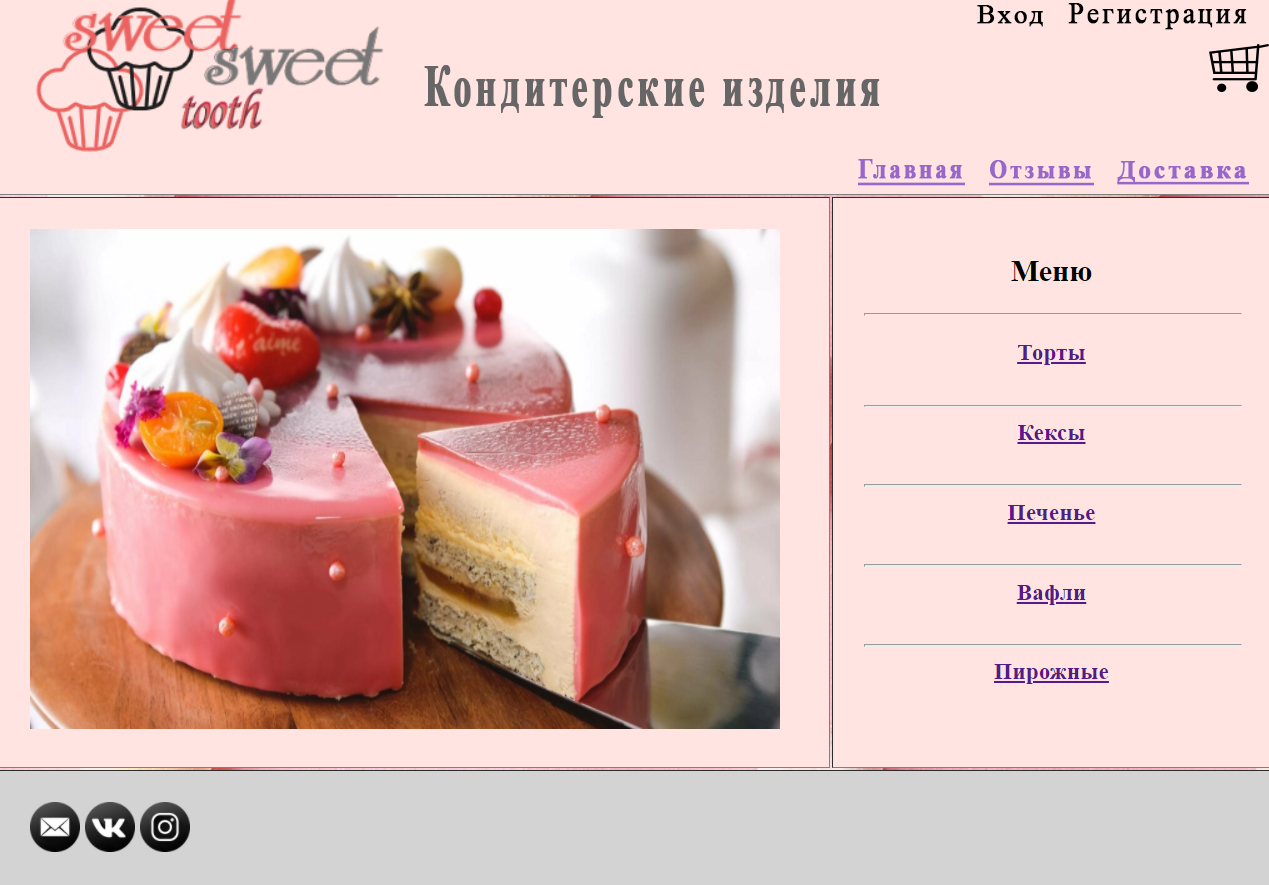 sweet
sweet
tooth
Вход Регистрация
Кондитерские изделия
Главная Отзывы Доставка
t'aime
Меню
Торты
Кексы
Печенье
Вафли
Пирожные